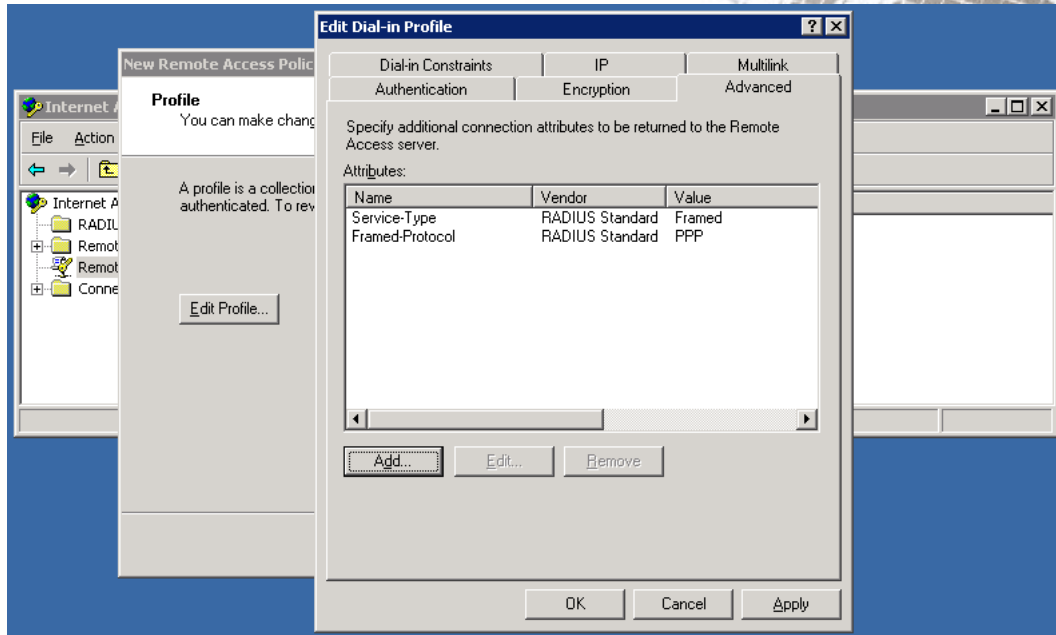 Edit Dial-in Profile
New Remote Access Polic
Dial-in Constraints IP Multilink
Authentication Encryption Advanced
Specify additional connection attributes to be returned to the Remote
Access server.
Attributes:
Name Vendor Value
Service-Type RADIUS Standard Framed
Framed-Protocol RADIUS Standard PPP
Add... Edit... Remove
OK Cancel Apply
Profile
You can make chang
A profile is a collection
authenticated. To rev
Edit Profile...
Internet A
File Action
Internet A
RADIU
Remot
Remot
Conne